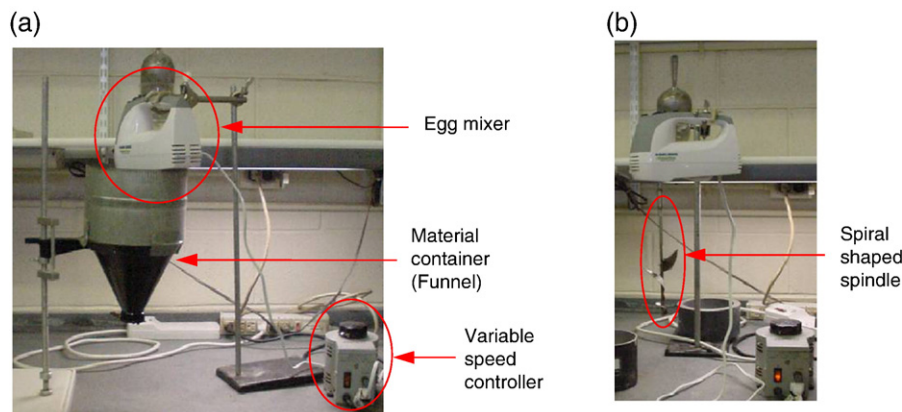 (a)
Egg mixer
Material
container
(Funnel)
Variable
speed
controller
(b)
Spiral
shaped
spindle